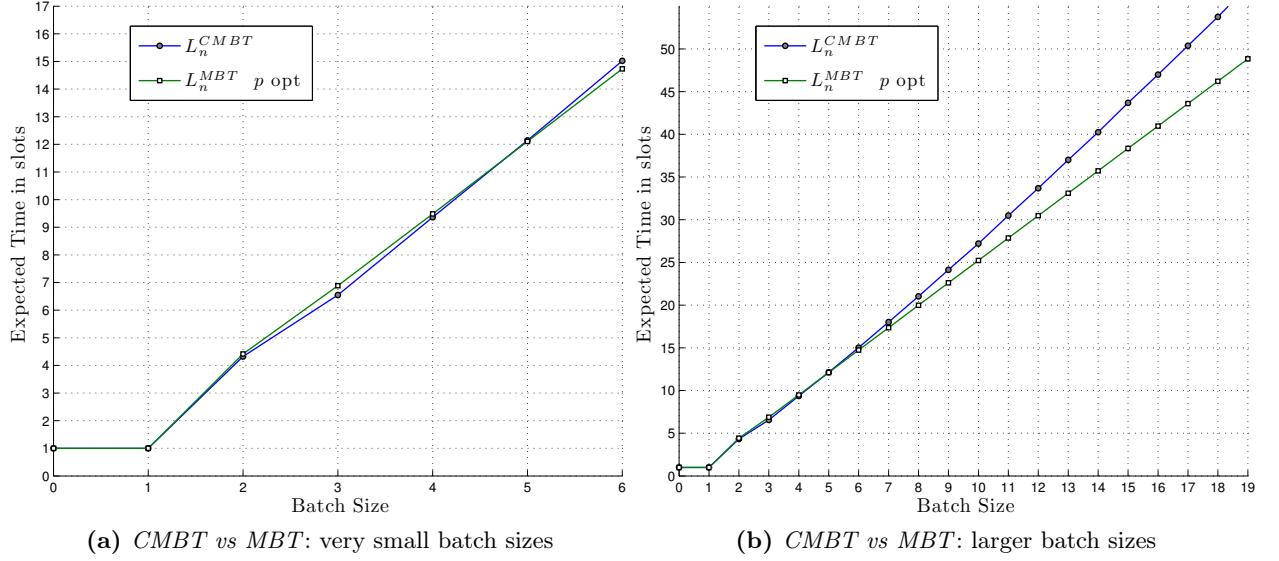 17
16
15
14
13
12
11
10
9
8
7
6
5
4
3
2
1
0
0 1 2 3 4 5 6
Expected Time in slots
Batch Size
L_n^{CMBT}
L_n^{MBT} p opt
(a) CMBT vs MBT: very small batch sizes
50
45
40
35
30
25
20
15
10
5
0
0 1 2 3 4 5 6 7 8 9 10 11 12 13 14 15 16 17 18 19
Expected Time in slots
Batch Size
L_n^{CMBT}
L_n^{MBT} p opt
(b) CMBT vs MBT: larger batch sizes